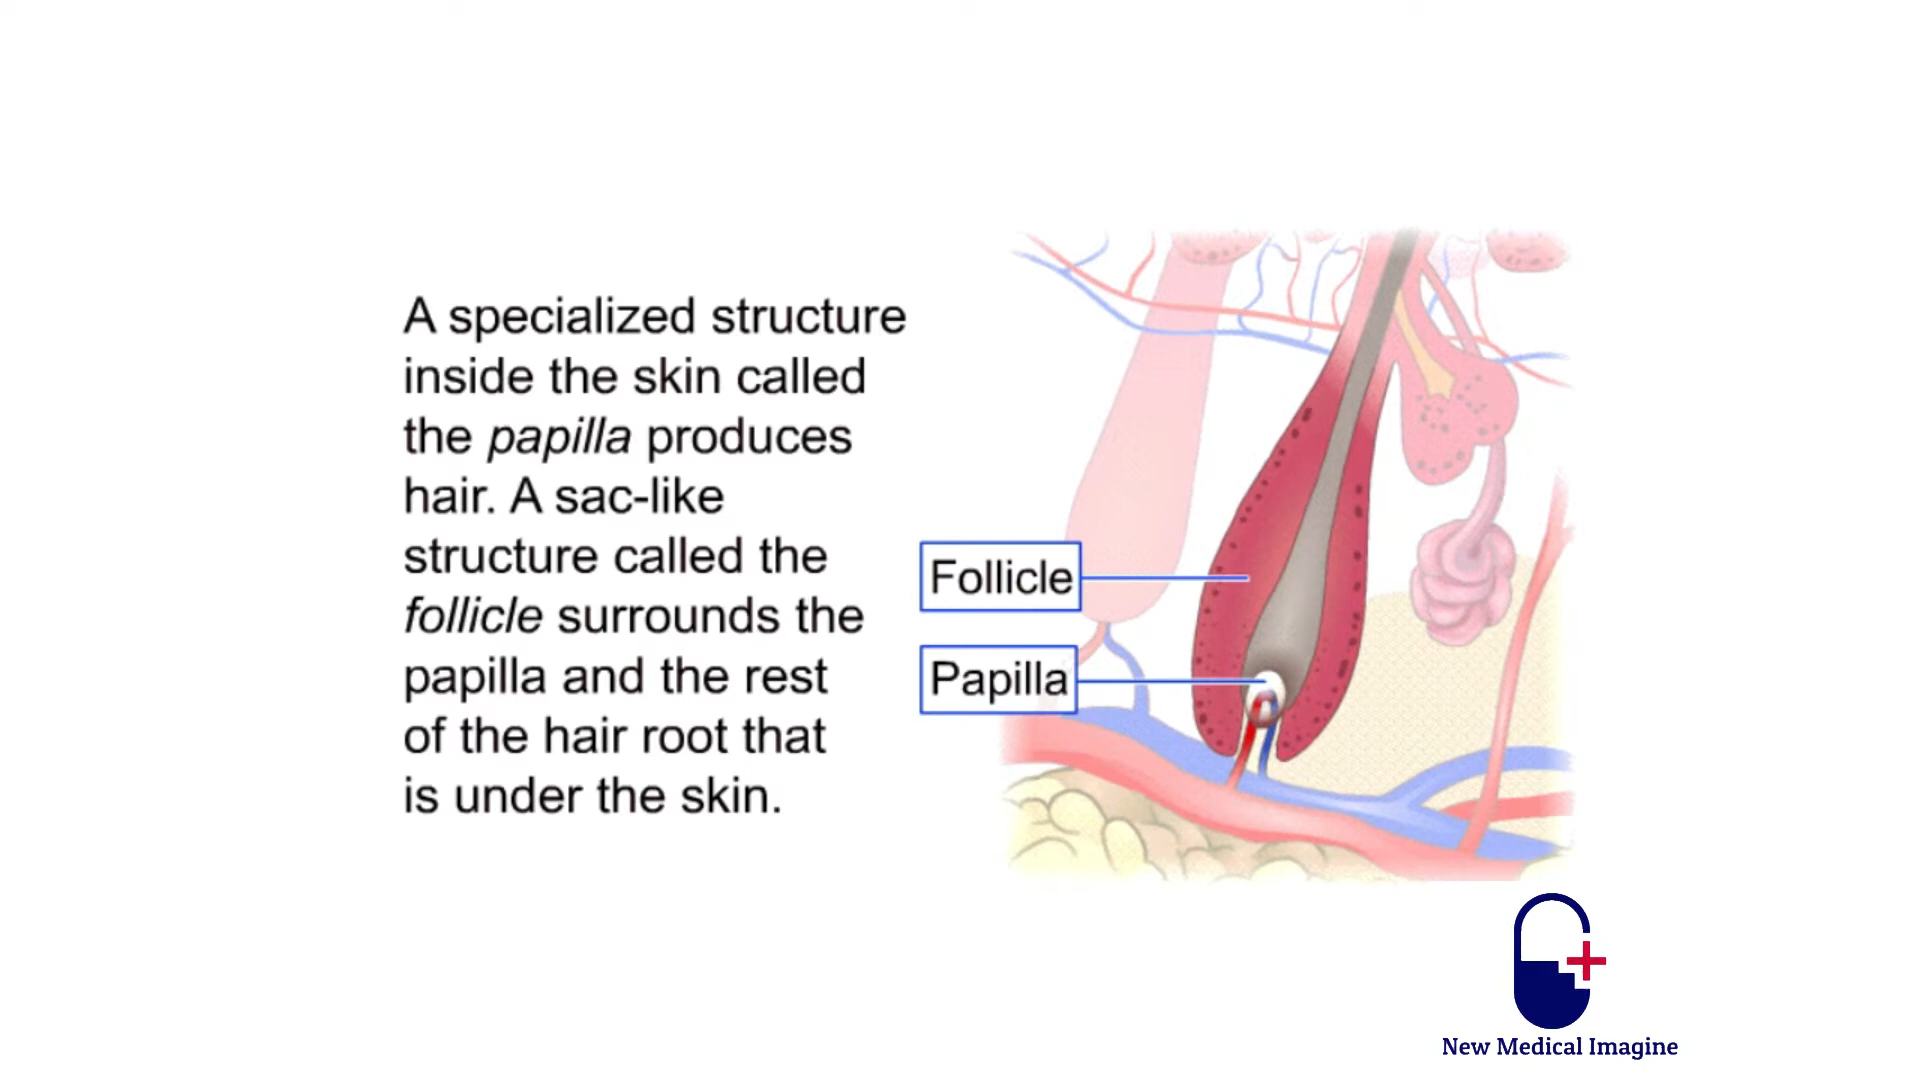 A specialized structure
inside the skin called
the papilla produces
hair. A sac-like
structure called the
follicle surrounds the
papilla and the rest
of the hair root that
is under the skin.
Follicle
Papilla
New Medical Imagine